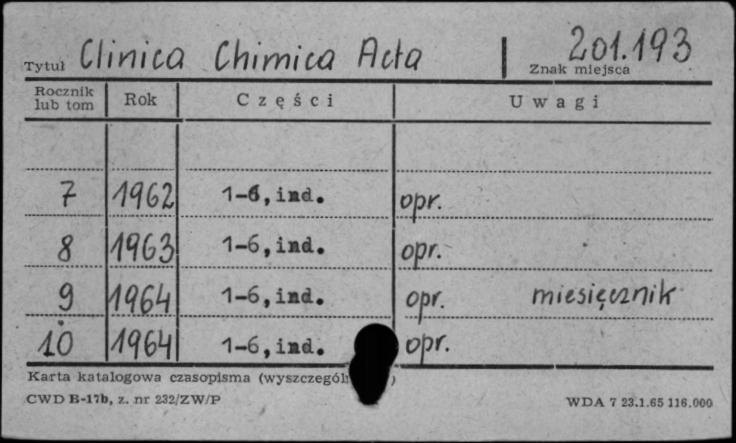 Tytuł Clinica Chimica Acta Znak miejsca 201.193
Rocznik lub tom Rok Części Uwagi
7 1962 1-6, ind. opr.
8 1963 1-6, ind. opr.
9 1964 1-6, ind. opr. miesięcznik
10 1964 1-6, ind. opr.
Karta katalogowa czasopisma )
CWD B-17b, z. nr 232/ZW/P WDA 7 23.1.65 116.000